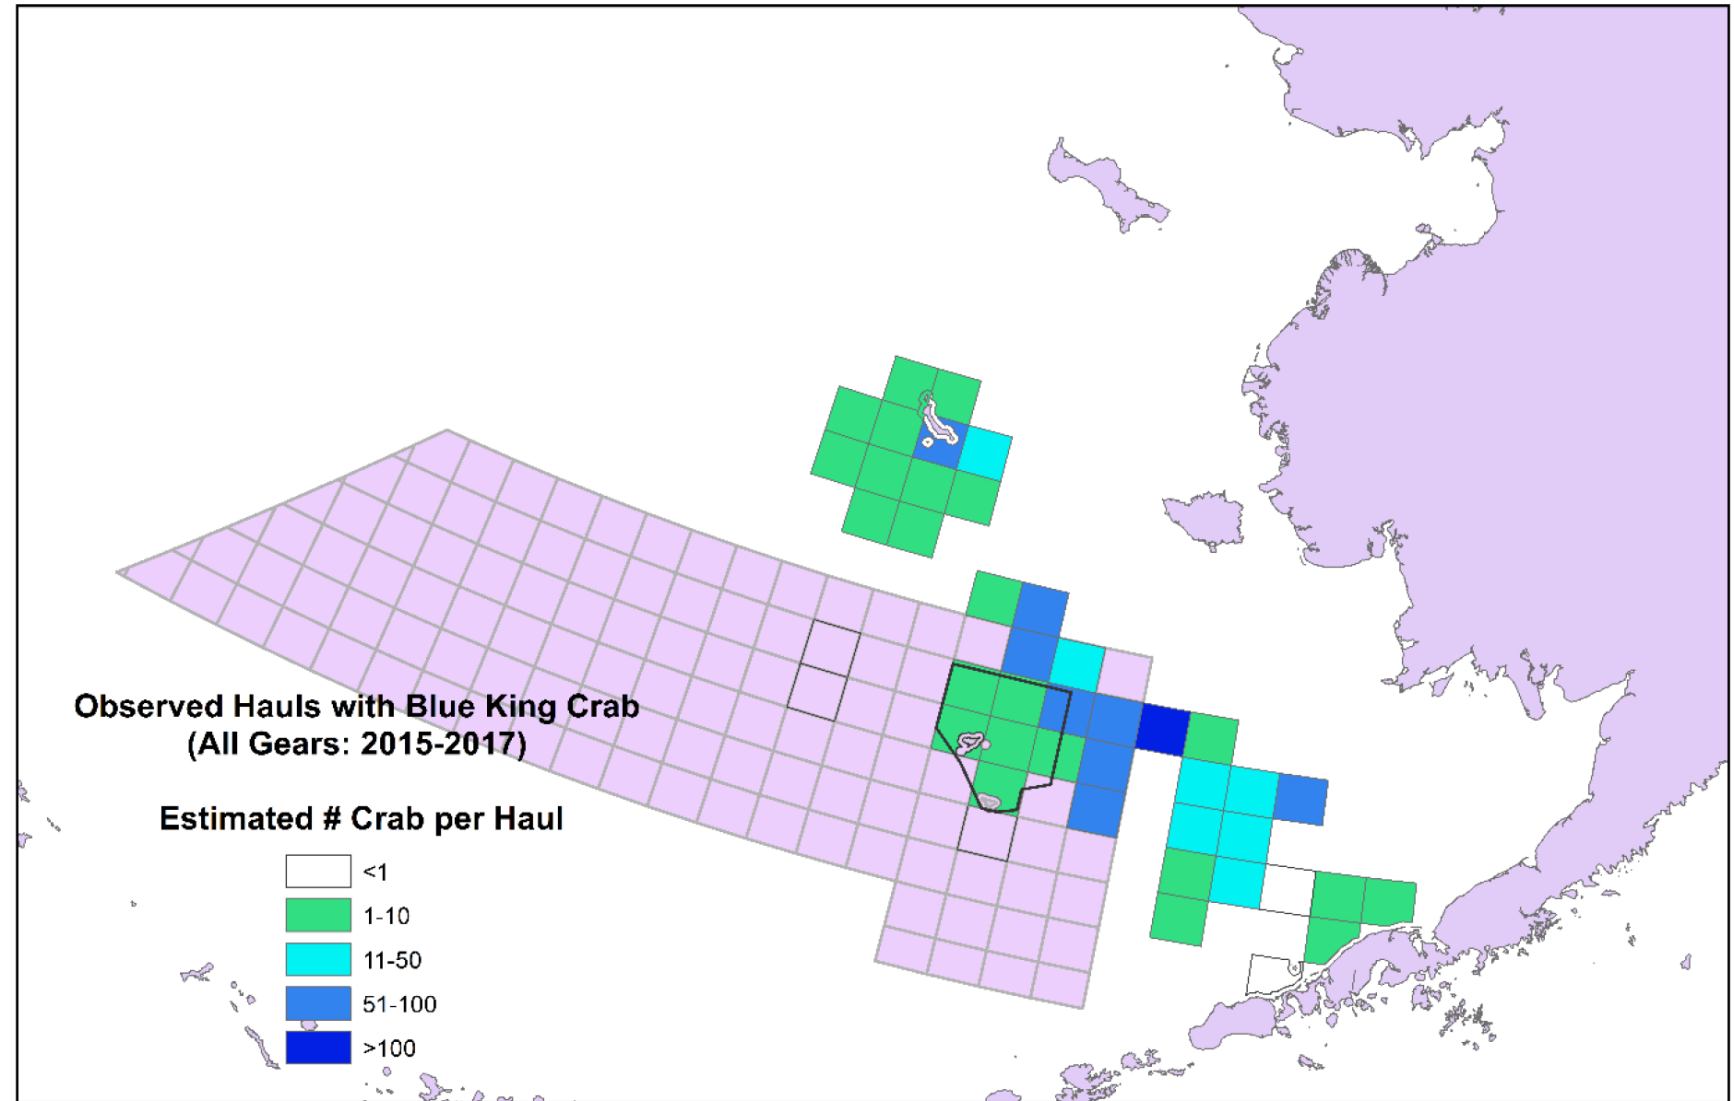 Observed Hauls with Blue King Crab
(All Gears: 2015-2017)
Estimated # Crab per Haul
<1
1-10
11-50
51-100
>100